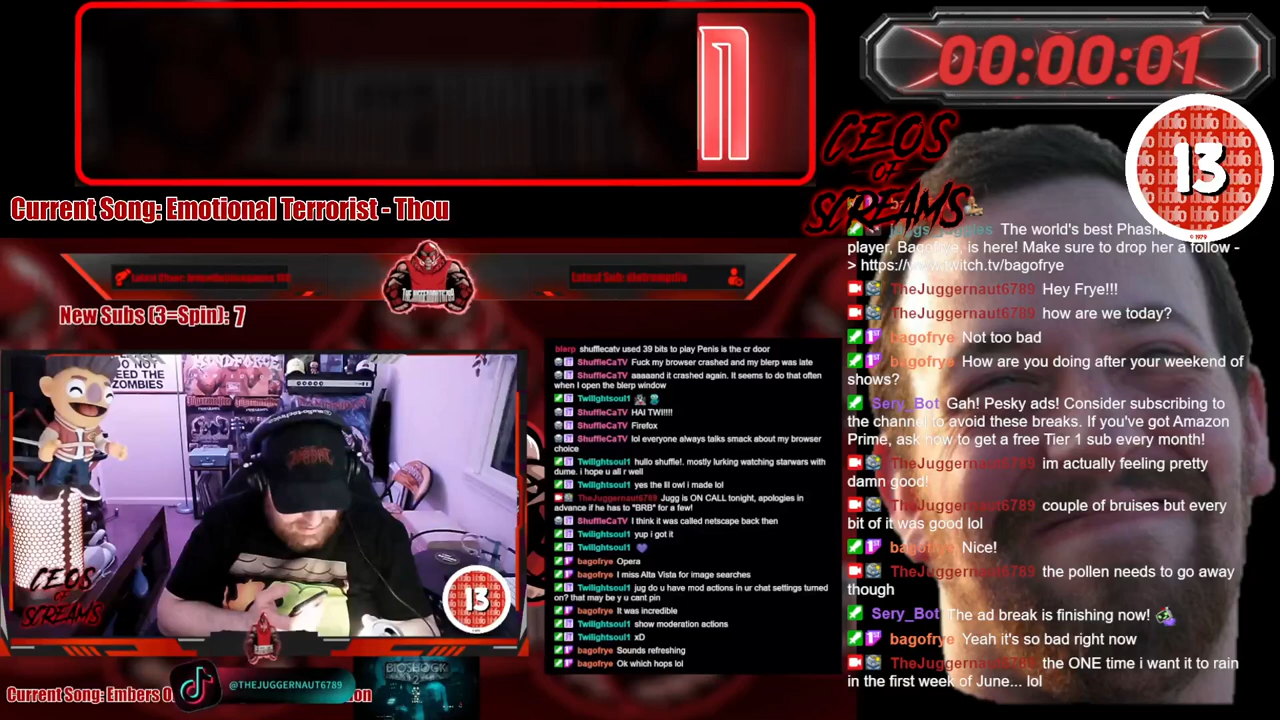 00:00:01
CEOS
OF
SCREAMS
13
© 1979
Current Song: Emotional Terrorist - Thou
THEJUGGERNAUT6789
New Subs (3=Spin): 7
The world's best Phasm
player, Bagofrye, is here! Make sure to drop her a follow -
> https://www.twitch.tv/bagofrye
TheJuggernaut6789 Hey Frye!!!
TheJuggernaut6789 how are we today?
bagofrye Not too bad
bagofrye How are you doing after your weekend of
shows?
Sery_Bot Gah! Pesky ads! Consider subscribing to
the channel to avoid these breaks. If you've got Amazon
Prime, ask how to get a free Tier 1 sub every month!
TheJuggernaut6789 im actually feeling pretty
damn good!
TheJuggernaut6789 couple of bruises but every
bit of it was good lol
bagofrye Nice!
TheJuggernaut6789 the pollen needs to go away
though
Sery_Bot The ad break is finishing now!
bagofrye Yeah it's so bad right now
TheJuggernaut6789 the ONE time i want it to rain
in the first week of June... lol
blerp shufflecatv used 39 bits to play Penis is the cr door
ShuffleCaTV Fuck my browser crashed and my blerp was late
ShuffleCaTV aaaaand it crashed again. It seems to do that often
when I open the blerp window
Twilightsoul1
ShuffleCaTV HAI TWI!!!!
ShuffleCaTV Firefox
ShuffleCaTV lol everyone always talks smack about my browser
choice
Twilightsoul1 hullo shuffle!. mostly lurking watching starwars with
dume. i hope u all r well
Twilightsoul1 yes the lil owl i made lol
TheJuggernaut6789 Jugg is ON CALL tonight, apologies in
advance if he has to "BRB" for a few!
ShuffleCaTV I think it was called netscape back then
Twilightsoul1 yup i got it
Twilightsoul1
bagofrye Opera
bagofrye I miss Alta Vista for image searches
Twilightsoul1 jug do u have mod actions in ur chat settings turned
on? that may be y u cant pin
bagofrye It was incredible
Twilightsoul1 show moderation actions
Twilightsoul1 xD
bagofrye Sounds refreshing
bagofrye Ok which hops lol
DO NOT
FEED
THE
ZOMBIES
CEOS
OF
SCREAMS
13
Current Song: Embers O
@THEJUGGERNAUT6789
BIOSHOCK
2